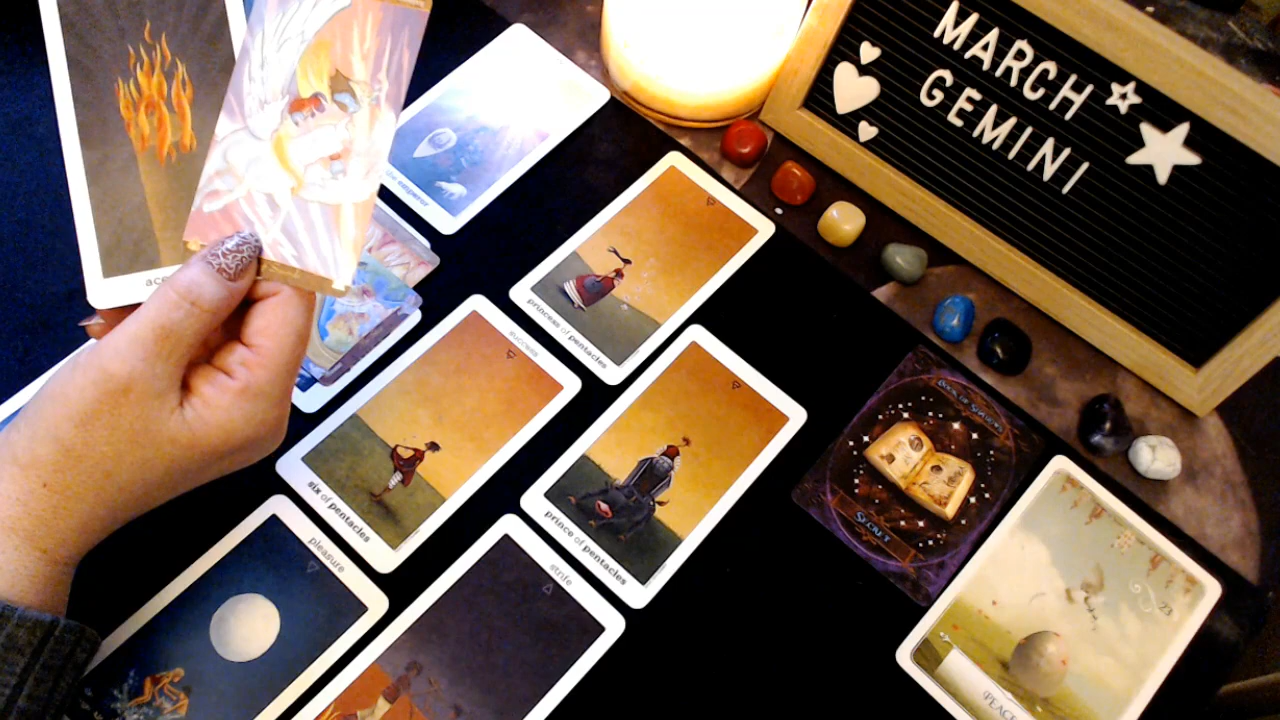 MARCH
GEMINI
the emperor
ace
princess of pentacles
success
six of pentacles
prince of pentacles
BOOK OF SHADOWS
SECRET
pleasure
strife
23
PEACE